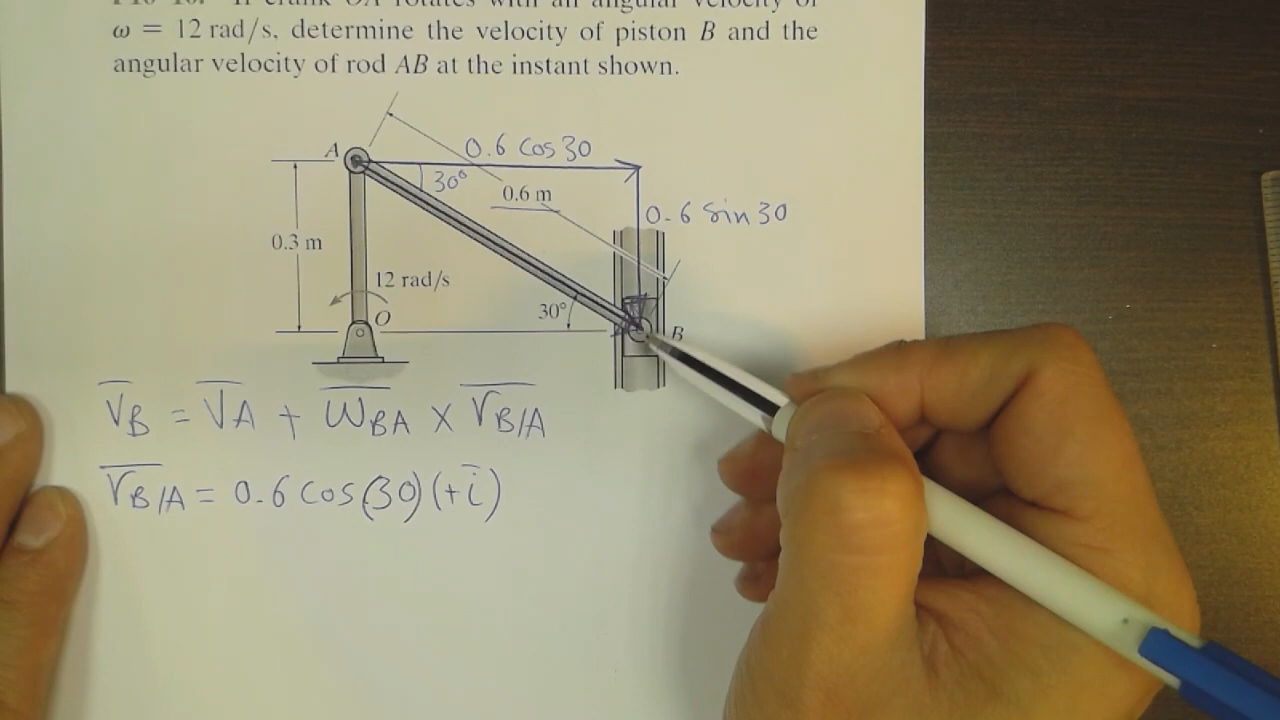 ω = 12 rad/s, determine the velocity of piston B and the
angular velocity of rod AB at the instant shown.
A
0.6 cos 30
30°
0.6 m
0.6 sin 30
0.3 m
12 rad/s
O
30°
B
V̅B = V̅A + ω̅BA × r̅B/A
r̅B/A = 0.6 cos(30)(+i̅)